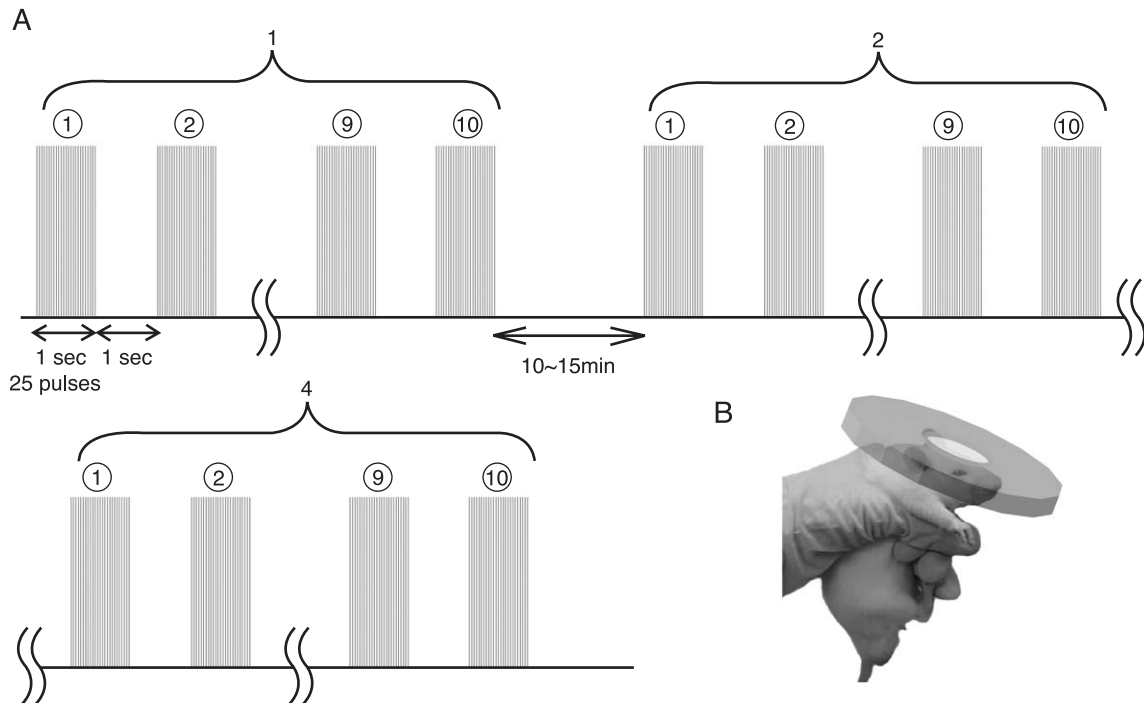 A
1
2
① ② ⑨ ⑩ ① ② ⑨ ⑩
1 sec 1 sec
25 pulses
10~15min
4
B
① ② ⑨ ⑩